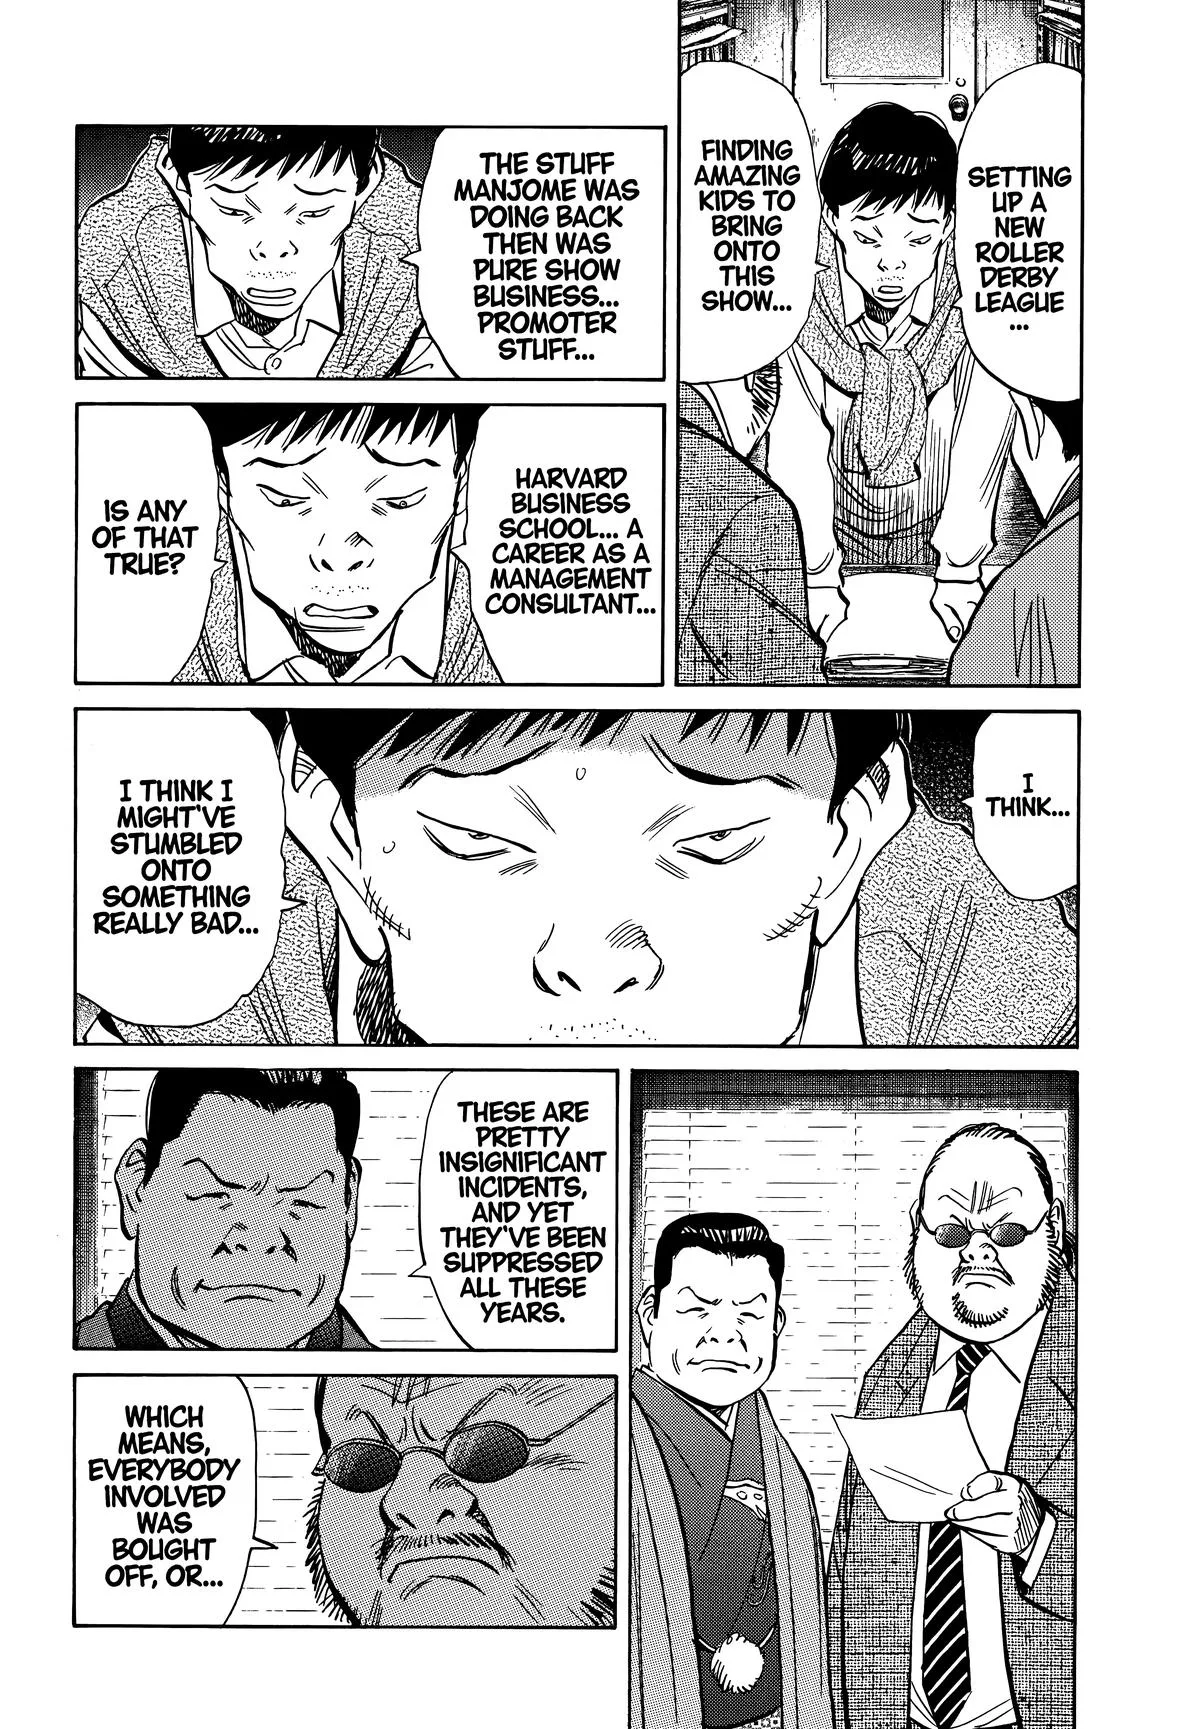 SETTING
UP A
NEW
ROLLER
DERBY
LEAGUE
...
FINDING
AMAZING
KIDS TO
BRING
ONTO
THIS
SHOW...
THE STUFF
MANJOME WAS
DOING BACK
THEN WAS
PURE SHOW
BUSINESS...
PROMOTER
STUFF...
HARVARD
BUSINESS
SCHOOL... A
CAREER AS A
MANAGEMENT
CONSULTANT...
IS ANY
OF THAT
TRUE?
I
THINK...
I THINK I
MIGHT'VE
STUMBLED
ONTO
SOMETHING
REALLY BAD...
THESE ARE
PRETTY
INSIGNIFICANT
INCIDENTS,
AND YET
THEY'VE BEEN
SUPPRESSED
ALL THESE
YEARS.
WHICH
MEANS,
EVERYBODY
INVOLVED
WAS
BOUGHT
OFF, OR...